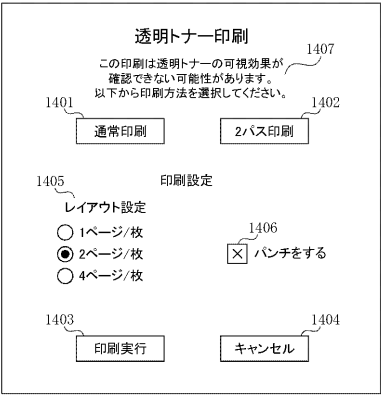 透明トナー印刷
この印刷は透明トナーの可視効果が
確認できない可能性があります。
以下から印刷方法を選択してください。
1407
1401
1402
通常印刷
2パス印刷
印刷設定
1405
レイアウト設定
1ページ/枚
2ページ/枚
4ページ/枚
1406
パンチをする
1403
1404
印刷実行
キャンセル